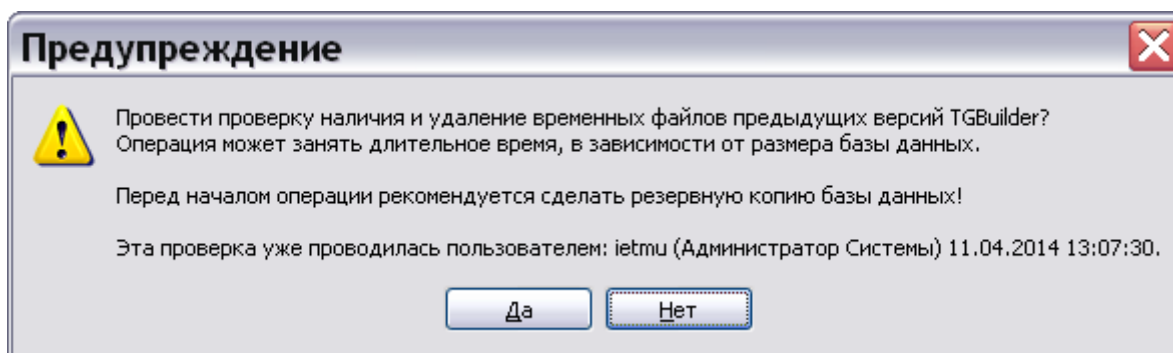 Предупреждение
Провести проверку наличия и удаление временных файлов предыдущих версий TGBuilder?
Операция может занять длительное время, в зависимости от размера базы данных.
Перед началом операции рекомендуется сделать резервную копию базы данных!
Эта проверка уже проводилась пользователем: ietmu (Администратор Системы) 11.04.2014 13:07:30.
Да
Нет